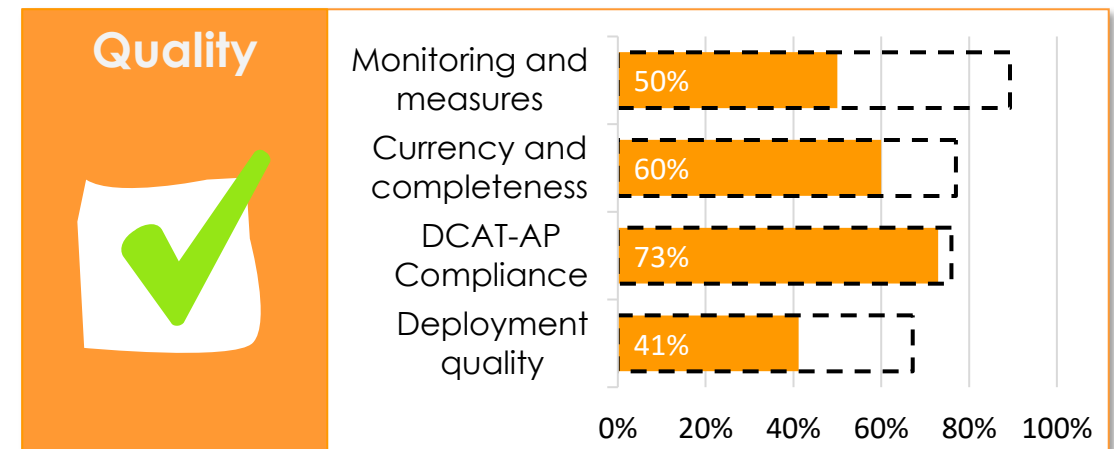 Quality
Monitoring and
measures
50%
Currency and
completeness
60%
DCAT-AP
Compliance
73%
Deployment
quality
41%
0% 20% 40% 60% 80% 100%